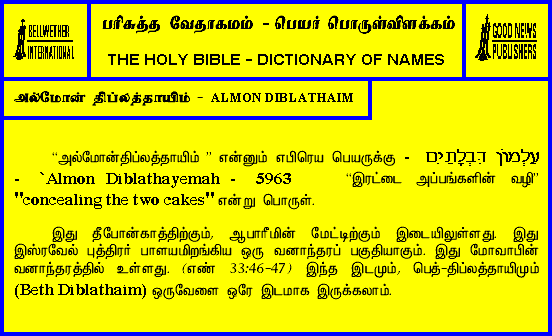 BELLWETHER
INTERNATIONAL
பரிசுத்த வேதாகமம் - பெயர் பொருள்விளக்கம்
THE HOLY BIBLE - DICTIONARY OF NAMES
GOOD NEWS
PUBLISHERS
அல்மோன் திப்லத்தாயிம் - ALMON DIBLATHAIM
“அல்மோன்திப்லத்தாயிம் ” என்னும் எபிரெய பெயருக்கு - עַלְמוֹן דִּבְלָתַיִם
- `Almon Diblathayemah - 5963 “இரட்டை அப்பங்களின் வழி”
"concealing the two cakes" என்று பொருள்.
இது தீபோன்காத்திற்கும், ஆபாரீமின் மேட்டிற்கும் இடையிலுள்ளது. இது
இஸ்ரவேல் புத்திரர் பாளயமிறங்கிய ஒரு வனாந்தரப் பகுதியாகும். இது மோவாபின்
வனாந்தரத்தில் உள்ளது. (எண் 33:46-47) இந்த இடமும், பெத்-திப்லத்தாயிமும்
(Beth Diblathaim) ஒருவேளை ஒரே இடமாக இருக்கலாம்.